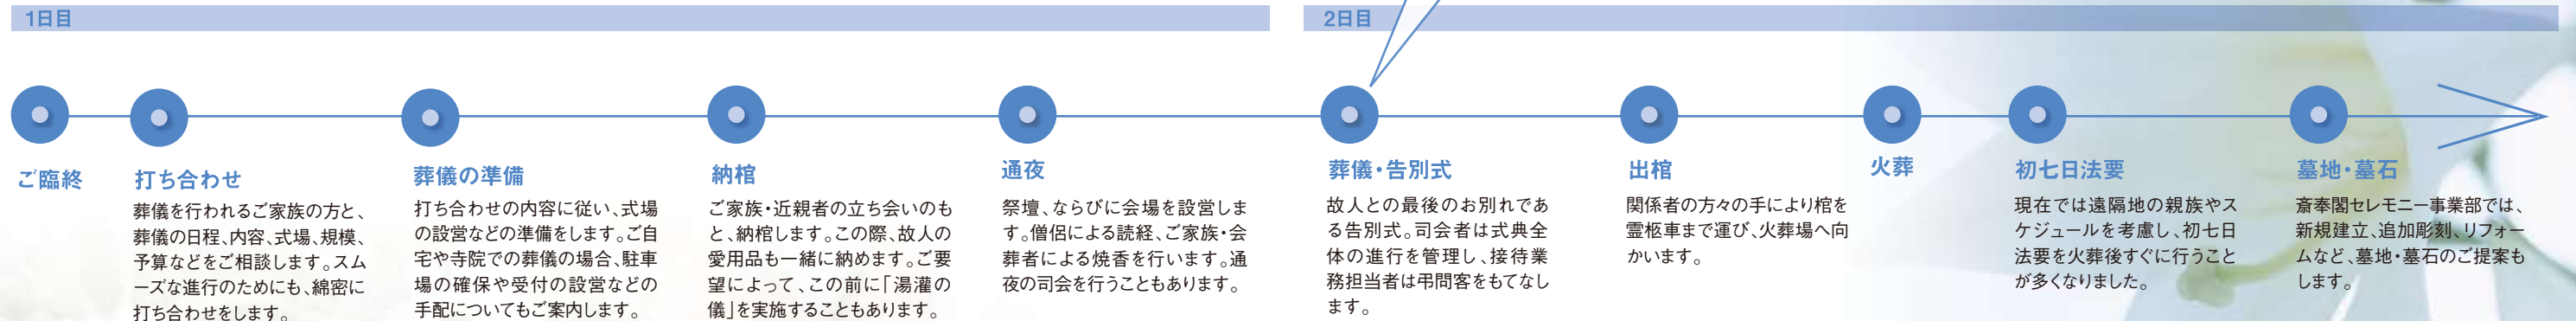 1日目
2日目
ご臨終
打ち合わせ
葬儀を行われるご家族の方と、
葬儀の日程、内容、式場、規模、
予算などをご相談します。スム
ーズな進行のためにも、綿密に
打ち合わせをします。
葬儀の準備
打ち合わせの内容に従い、式場
の設営などの準備をします。ご自
宅や寺院での葬儀の場合、駐車
場の確保や受付の設営などの
手配についてもご案内します。
納棺
ご家族・近親者の立ち会いのも
と、納棺します。この際、故人の
愛用品も一緒に納めます。ご要
望によって、この前に「湯灌の
儀」を実施することもあります。
通夜
祭壇、ならびに会場を設営しま
す。僧侶による読経、ご家族・会
葬者による焼香を行います。通
夜の司会を行うこともあります。
葬儀・告別式
故人との最後のお別れであ
る告別式。司会者は式典全
体の進行を管理し、接待業
務担当者は弔問客をもてなし
ます。
出棺
関係者の方々の手により棺を
霊柩車まで運び、火葬場へ向
かいます。
火葬
初七日法要
現在では遠隔地の親族やス
ケジュールを考慮し、初七日
法要を火葬後すぐに行うこと
が多くなりました。
墓地・墓石
斎奉閣セレモニー事業部では、
新規建立、追加彫刻、リフォー
ムなど、墓地・墓石のご提案も
します。